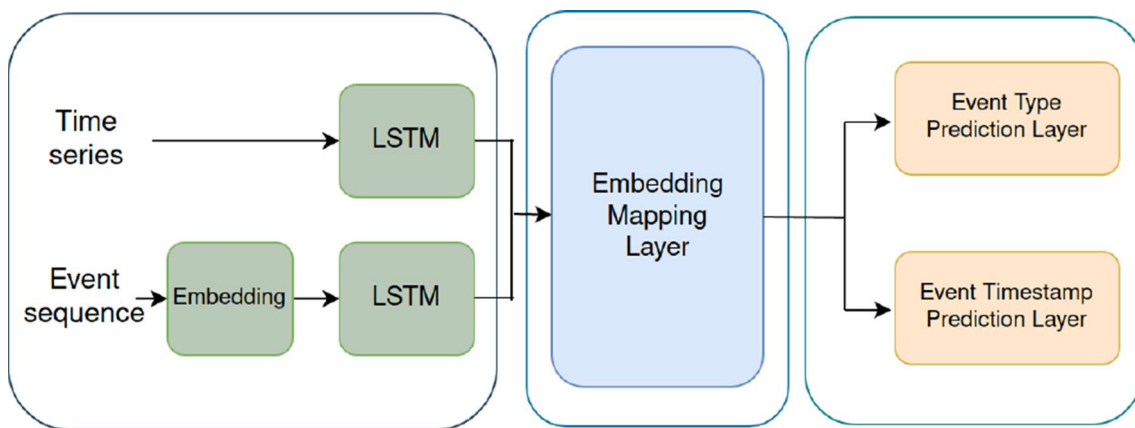 Time
series
LSTM
Event
sequence
Embedding
LSTM
Embedding
Mapping
Layer
Event Type
Prediction Layer
Event Timestamp
Prediction Layer